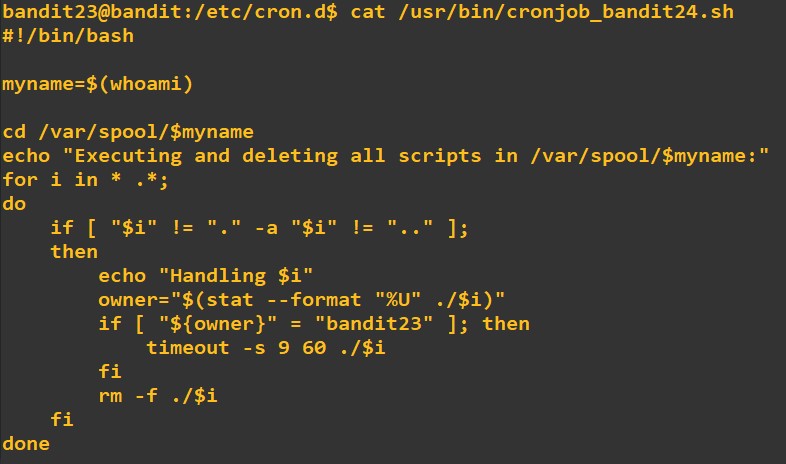 bandit23@bandit:/etc/cron.d$ cat /usr/bin/cronjob_bandit24.sh
#!/bin/bash

myname=$(whoami)

cd /var/spool/$myname
echo "Executing and deleting all scripts in /var/spool/$myname:"
for i in * .*;
do
    if [ "$i" != "." -a "$i" != ".." ];
    then
        echo "Handling $i"
        owner="$(stat --format "%U" ./$i)"
        if [ "${owner}" = "bandit23" ]; then
            timeout -s 9 60 ./$i
        fi
        rm -f ./$i
    fi
done